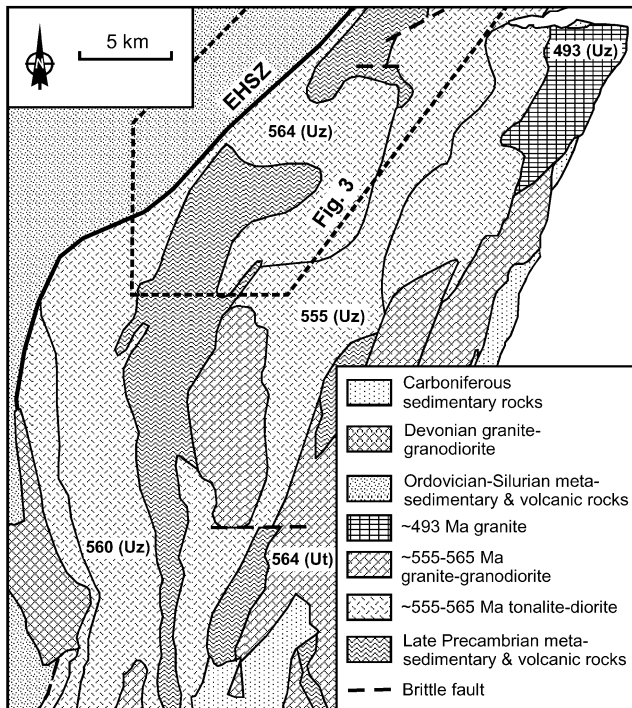 5 km
493 (Uz)
EHSZ
564 (Uz)
Fig. 3
555 (Uz)
560 (Uz)
564 (Ut)
Carboniferous
sedimentary rocks
Devonian granite-
granodiorite
Ordovician-Silurian meta-
sedimentary & volcanic rocks
~493 Ma granite
~555-565 Ma
granite-granodiorite
~555-565 Ma tonalite-diorite
Late Precambrian meta-
sedimentary & volcanic rocks
Brittle fault